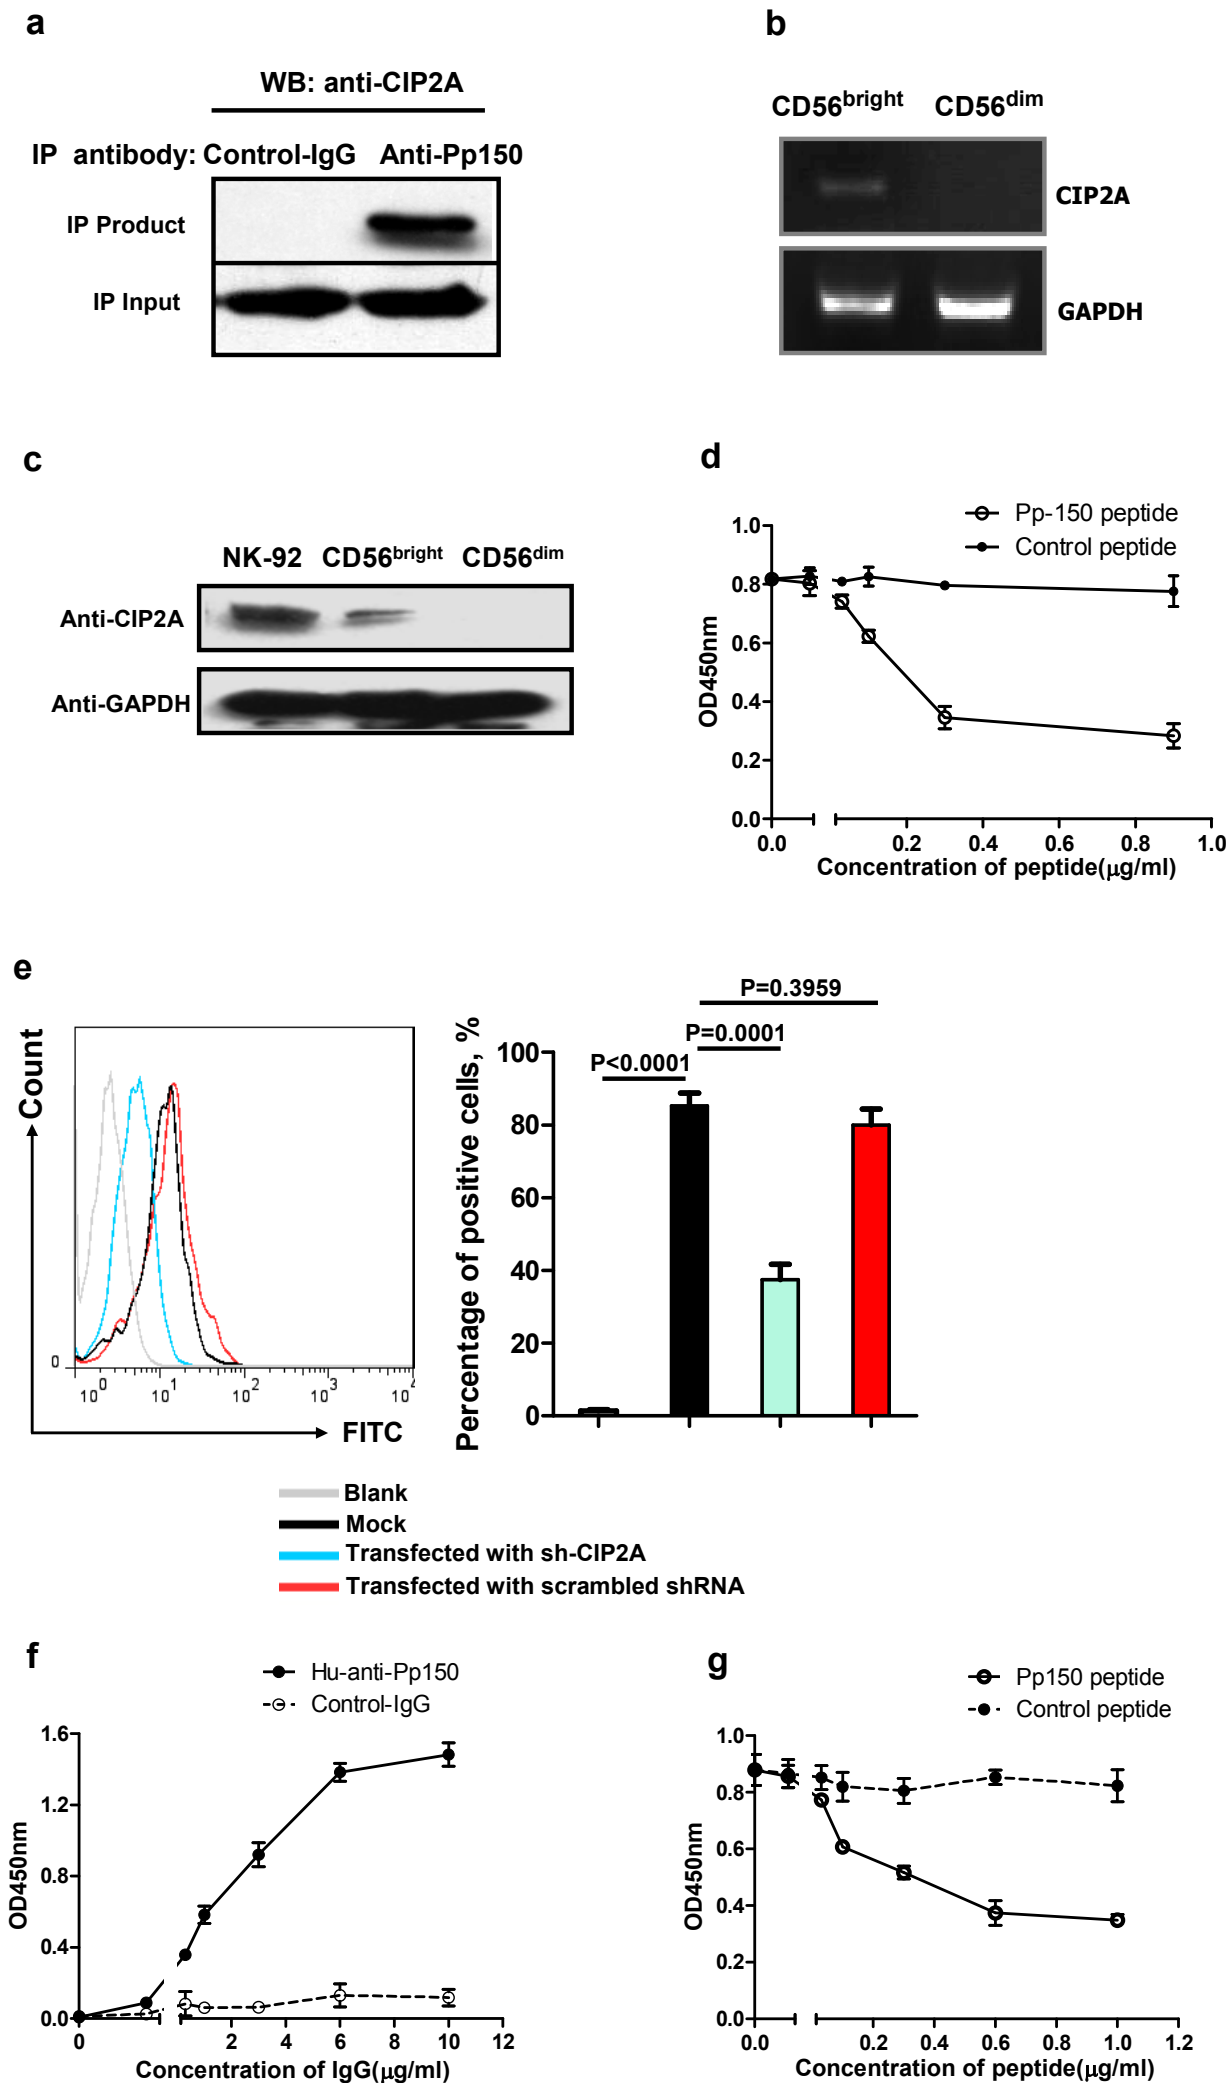 a
WB: anti-CIP2A
IP antibody: Control-IgG Anti-Pp150
IP Product
IP Input
b
CD56bright CD56dim
CIP2A
GAPDH
c
NK-92 CD56bright CD56dim
Anti-CIP2A
Anti-GAPDH
d
Pp-150 peptide
Control peptide
OD450nm
1.0
0.8
0.6
0.4
0.2
0.0
0.0 0.2 0.4 0.6 0.8 1.0
Concentration of peptide(μg/ml)
e
Count
0
10^0 10^1 10^2 10^3 10^4
FITC
Percentage of positive cells, %
100
80
60
40
20
0
P<0.0001
P=0.0001
P=0.3959
Blank
Mock
Transfected with sh-CIP2A
Transfected with scrambled shRNA
f
Hu-anti-Pp150
Control-IgG
OD450nm
1.6
1.2
0.8
0.4
0.0
0 2 4 6 8 10 12
Concentration of IgG(μg/ml)
g
Pp150 peptide
Control peptide
OD450nm
1.0
0.8
0.6
0.4
0.2
0.0
0.0 0.2 0.4 0.6 0.8 1.0 1.2
Concentration of peptide(μg/ml)